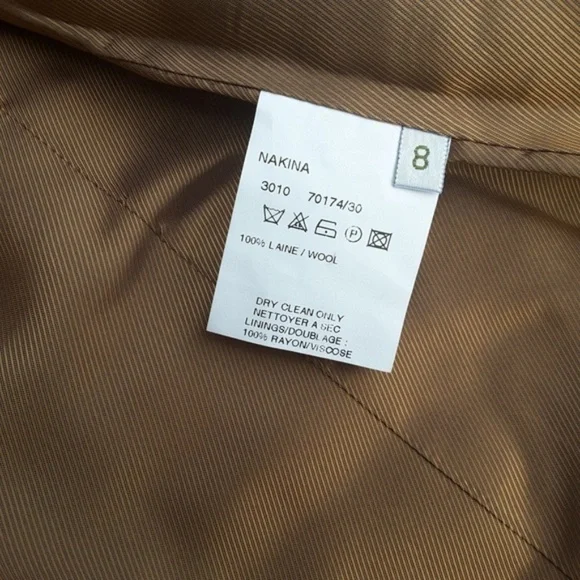 NAKINA
8
3010 70174/30
P
100% LAINE / WOOL
DRY CLEAN ONLY
NETTOYER A SEC
LININGS/DOUBLAGE :
100% RAYON/VISCOSE